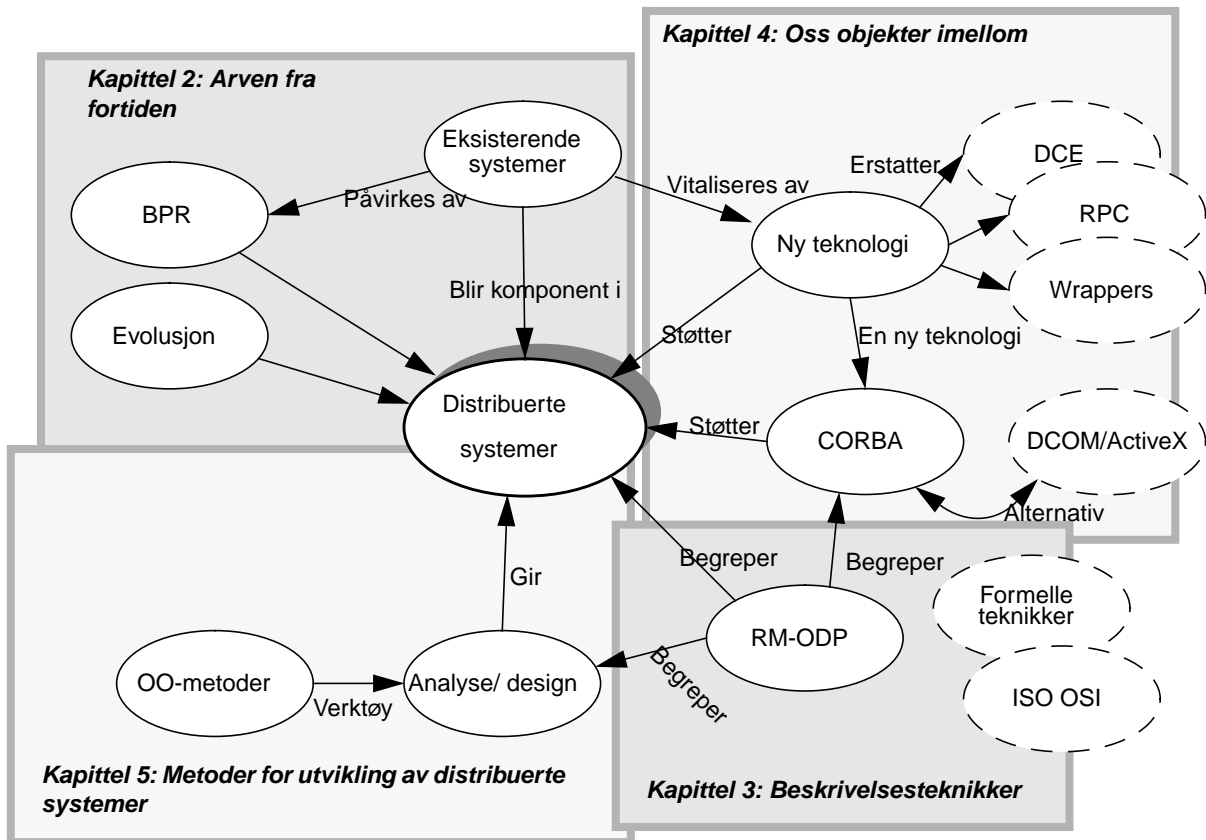 Kapittel 4: Oss objekter imellom
Kapittel 2: Arven fra
fortiden
Eksisterende
systemer
DCE
Erstatter
Vitaliseres av
Påvirkes av
BPR
RPC
Ny teknologi
Blir komponent i
Wrappers
Evolusjon
Støtter
En ny teknologi
Distribuerte
systemer
Støtter
CORBA
DCOM/ActiveX
Alternativ
Begreper
Begreper
Gir
Formelle
teknikker
RM-ODP
Begreper
OO-metoder
Analyse/ design
Verktøy
ISO OSI
Kapittel 5: Metoder for utvikling av distribuerte
systemer
Kapittel 3: Beskrivelsesteknikker